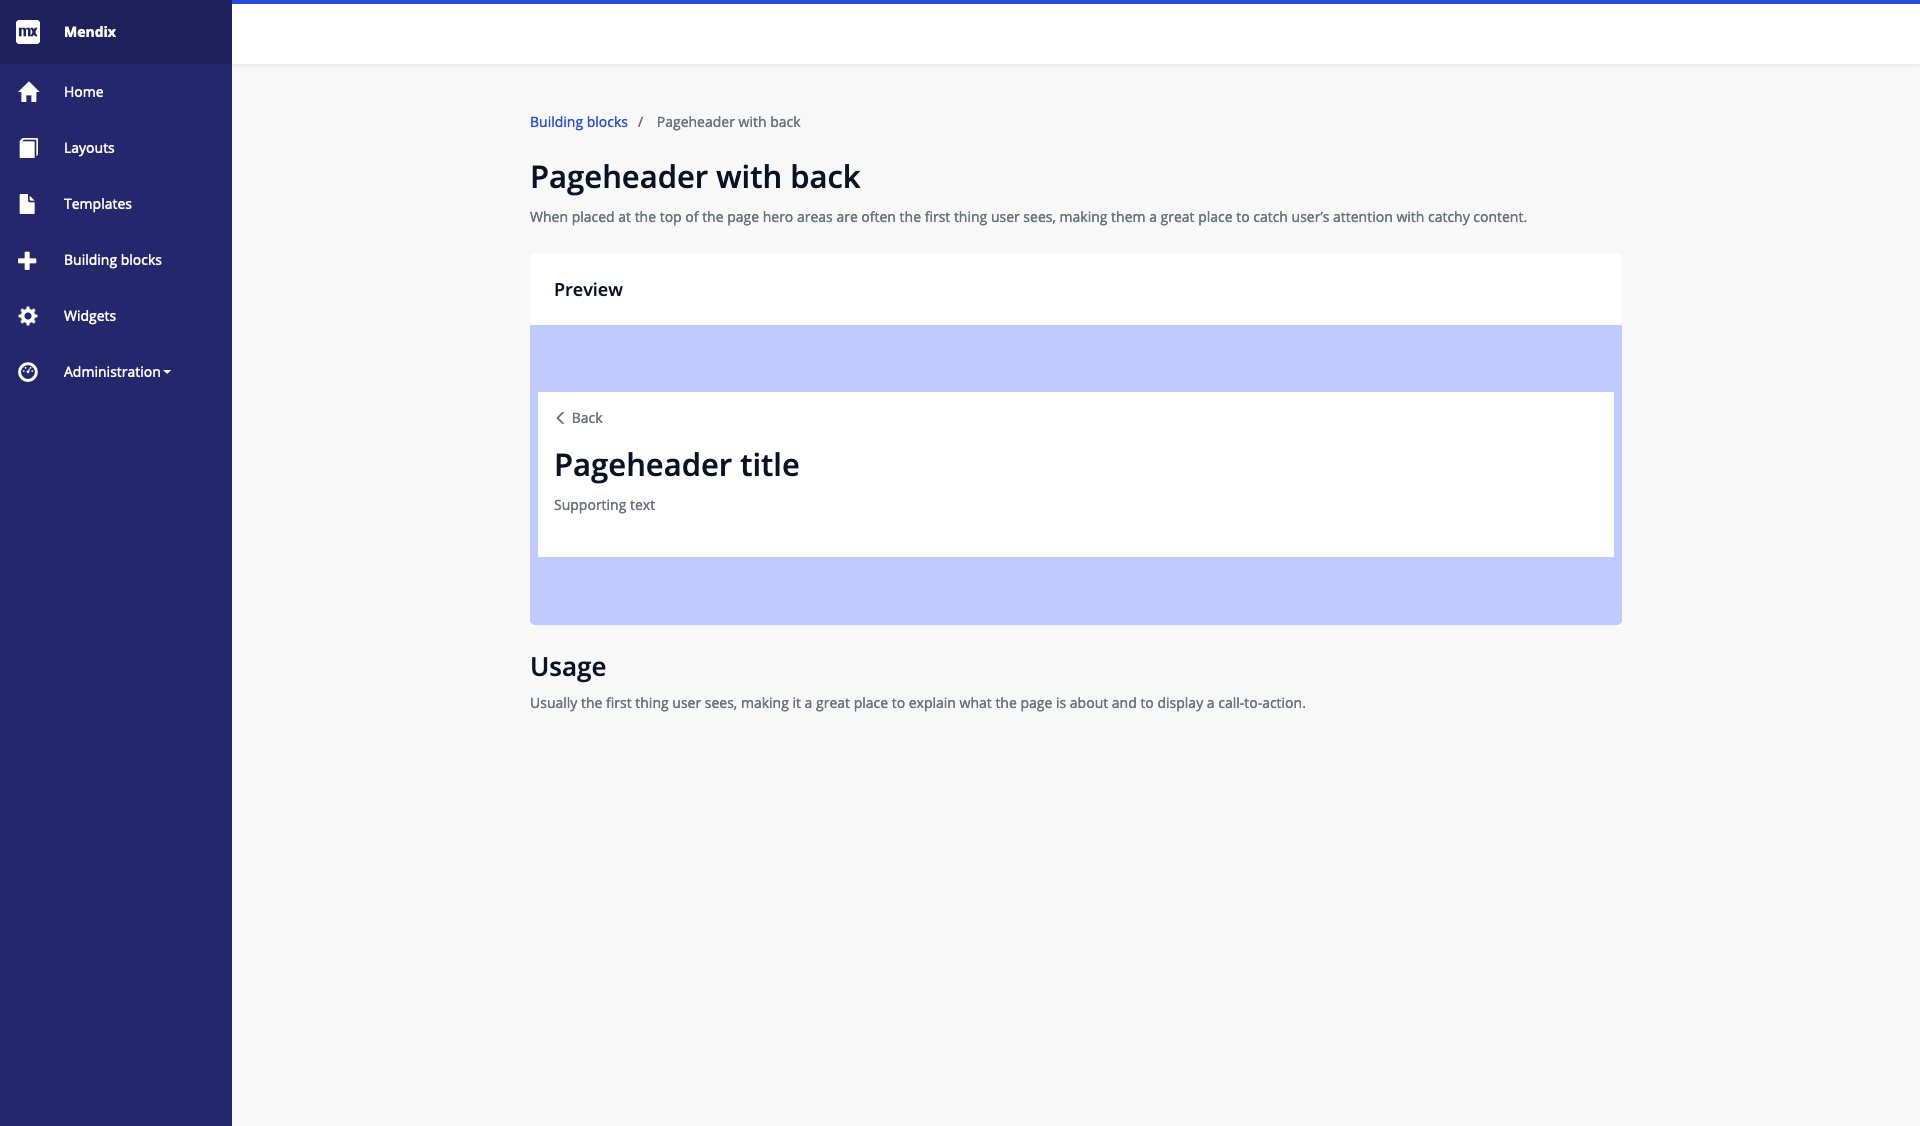 mx Mendix
Home
Layouts
Templates
Building blocks
Widgets
Administration
Building blocks / Pageheader with back
Pageheader with back
When placed at the top of the page hero areas are often the first thing user sees, making them a great place to catch user’s attention with catchy content.
Preview
Back
Pageheader title
Supporting text
Usage
Usually the first thing user sees, making it a great place to explain what the page is about and to display a call-to-action.